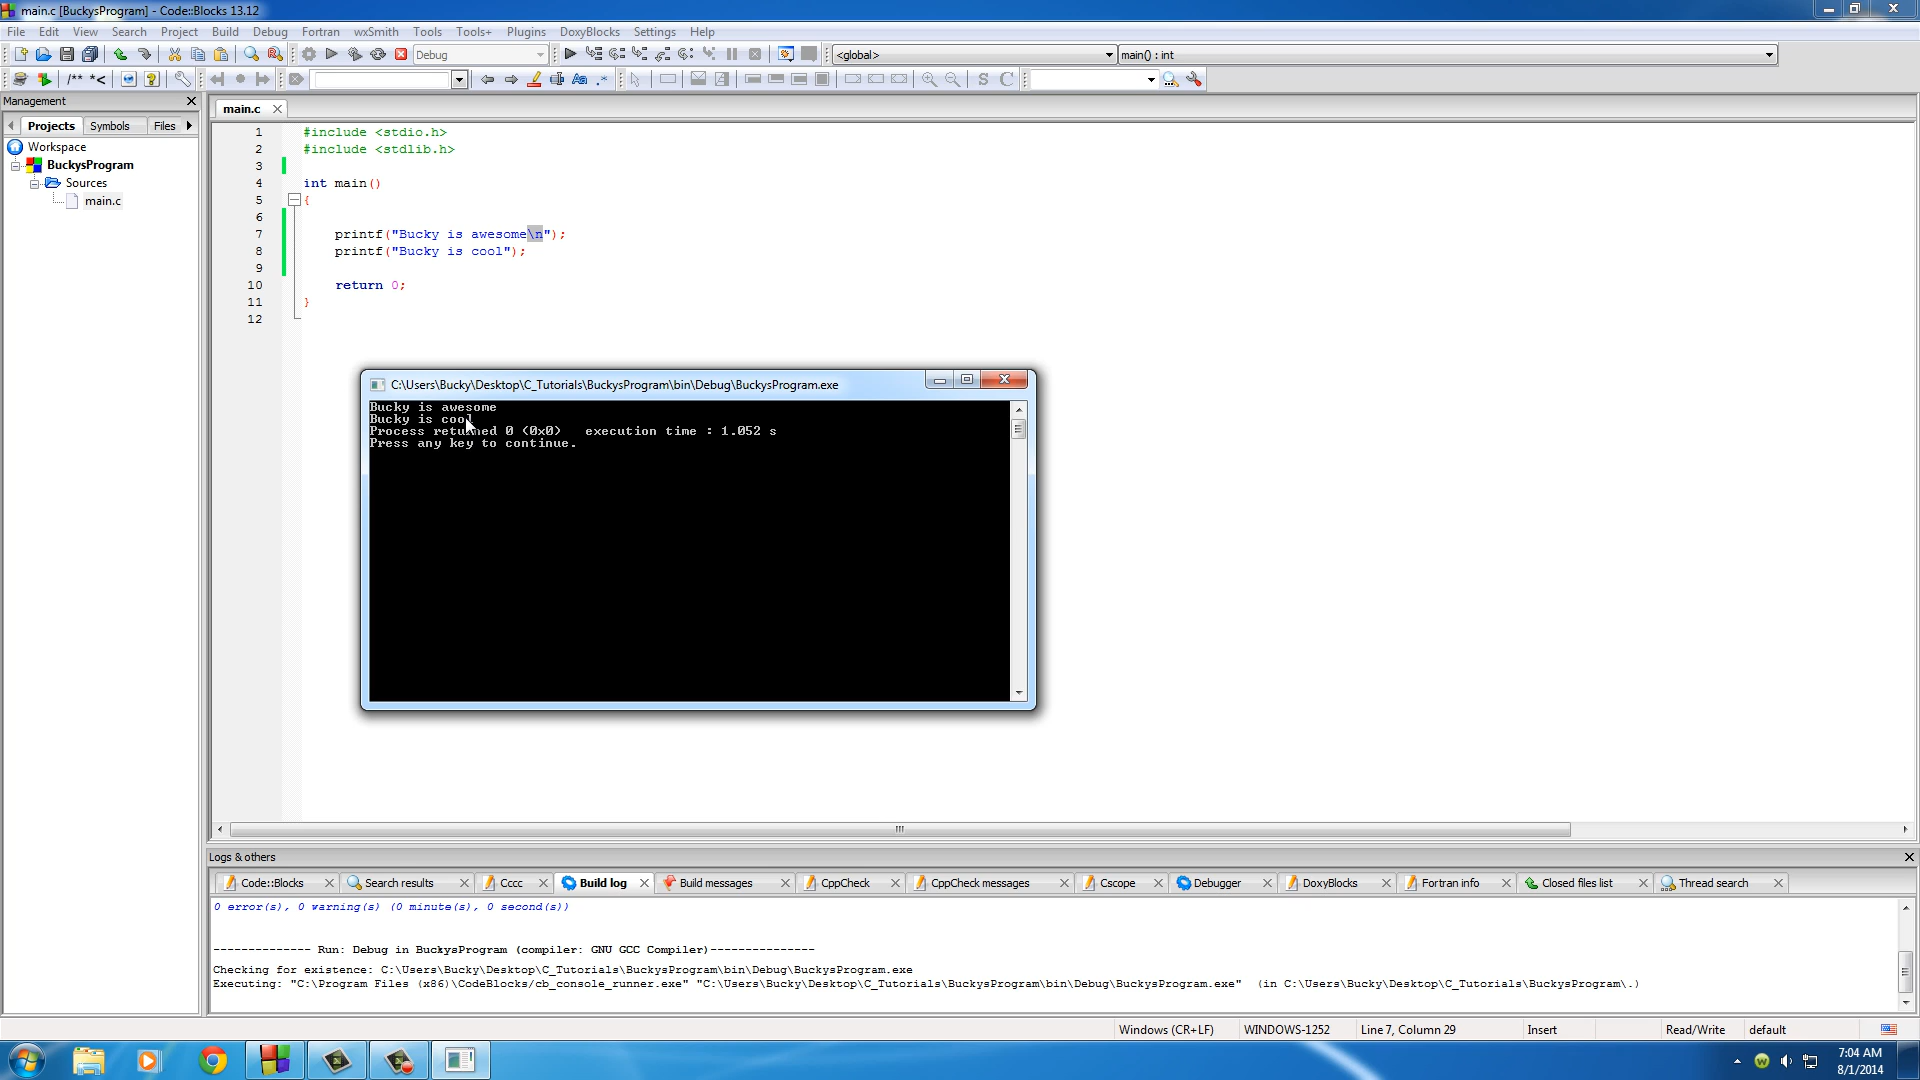 main.c [BuckysProgram] - Code::Blocks 13.12
File Edit View Search Project Build Debug Fortran wxSmith Tools Tools+ Plugins DoxyBlocks Settings Help
Debug <global> main() : int
/** *< Aa .* S C
Management
main.c
Projects Symbols Files
Workspace
BuckysProgram
Sources
main.c
1 #include <stdio.h>
2 #include <stdlib.h>
3
4 int main()
5 {
6
7 printf("Bucky is awesome\n");
8 printf("Bucky is cool");
9
10 return 0;
11 }
12
C:\Users\Bucky\Desktop\C_Tutorials\BuckysProgram\bin\Debug\BuckysProgram.exe
Bucky is awesome
Bucky is cool
Process returned 0 (0x0) execution time : 1.052 s
Press any key to continue.
Logs & others
Code::Blocks Search results Cccc Build log Build messages CppCheck CppCheck messages Cscope Debugger DoxyBlocks Fortran info Closed files list Thread search
0 error(s), 0 warning(s) (0 minute(s), 0 second(s))
-------------- Run: Debug in BuckysProgram (compiler: GNU GCC Compiler)---------------
Checking for existence: C:\Users\Bucky\Desktop\C_Tutorials\BuckysProgram\bin\Debug\BuckysProgram.exe
Executing: "C:\Program Files (x86)\CodeBlocks/cb_console_runner.exe" "C:\Users\Bucky\Desktop\C_Tutorials\BuckysProgram\bin\Debug\BuckysProgram.exe" (in C:\Users\Bucky\Desktop\C_Tutorials\BuckysProgram\.)
Windows (CR+LF) WINDOWS-1252 Line 7, Column 29 Insert Read/Write default
7:04 AM
8/1/2014